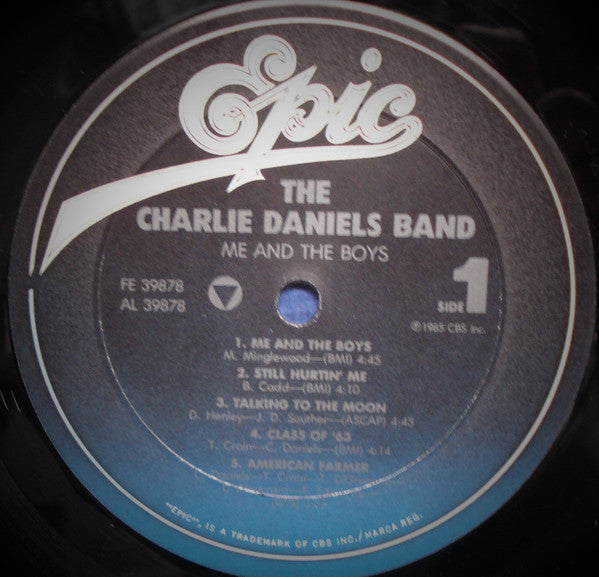 Epic
THE
CHARLIE DANIELS BAND
ME AND THE BOYS
FE 39878
AL 39878
SIDE 1
℗ 1985 CBS Inc.
1. ME AND THE BOYS
M. Minglewood—(BMI) 4:45
2. STILL HURTIN' ME
B. Cadd—(BMI) 4:10
3. TALKING TO THE MOON
D. Henley—J. D. Souther—(ASCAP) 4:43
4. CLASS OF '63
T. Crain—C. Daniels—(BMI) 4:14
5. AMERICAN FARMER
"EPIC", IS A TRADEMARK OF CBS INC./MARCA REG.